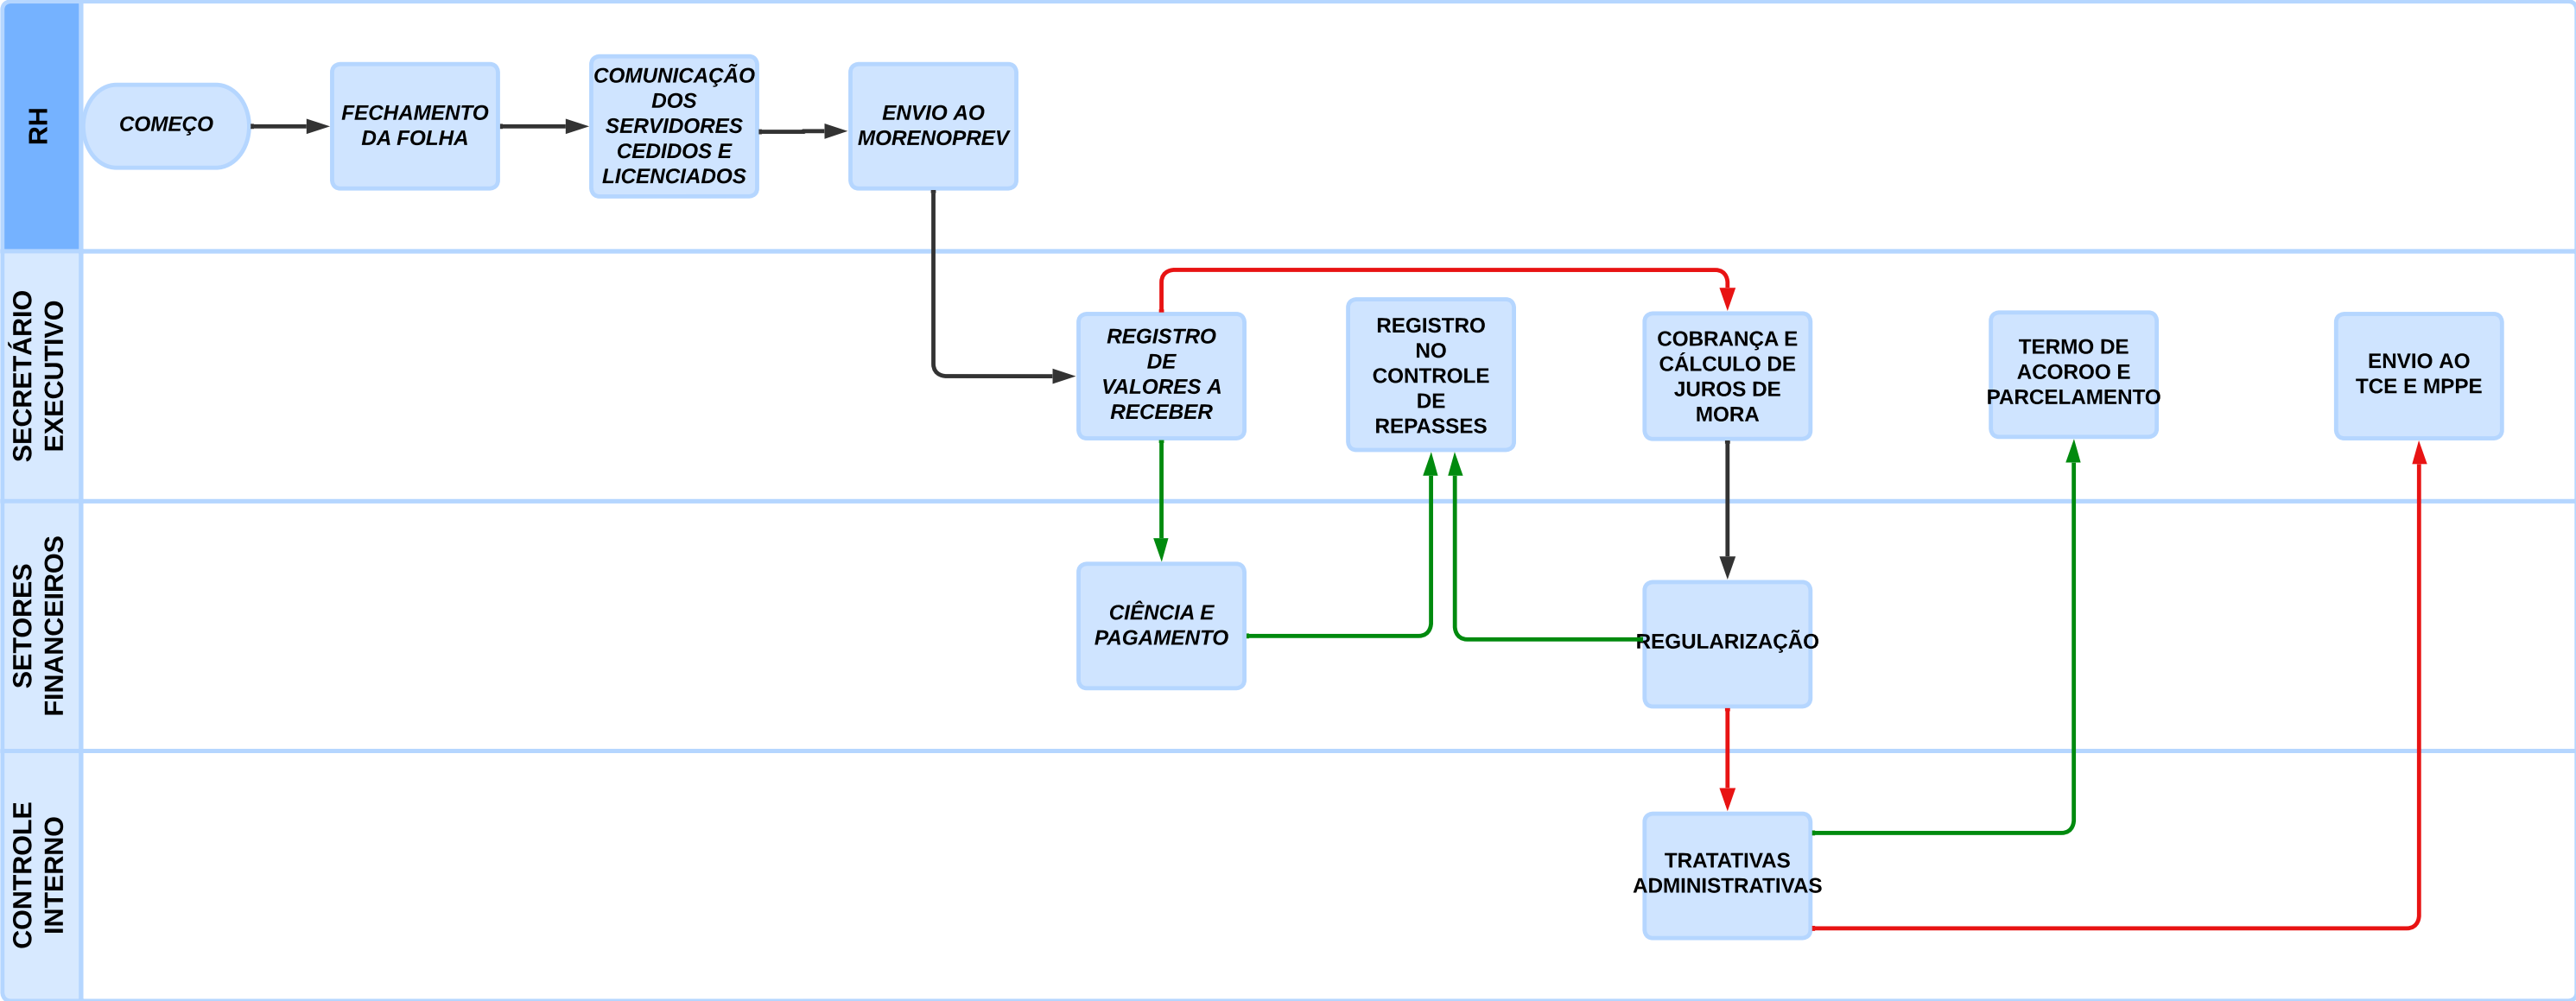 RH
COMEÇO
FECHAMENTO
DA FOLHA
COMUNICAÇÃO
DOS
SERVIDORES
CEDIDOS E
LICENCIADOS
ENVIO AO
MORENOPREV
SECRETÁRIO
EXECUTIVO
REGISTRO
DE
VALORES A
RECEBER
REGISTRO
NO
CONTROLE
DE
REPASSES
COBRANÇA E
CÁLCULO DE
JUROS DE
MORA
TERMO DE
ACOROO E
PARCELAMENTO
ENVIO AO
TCE E MPPE
SETORES
FINANCEIROS
CIÊNCIA E
PAGAMENTO
REGULARIZAÇÃO
CONTROLE
INTERNO
TRATATIVAS
ADMINISTRATIVAS